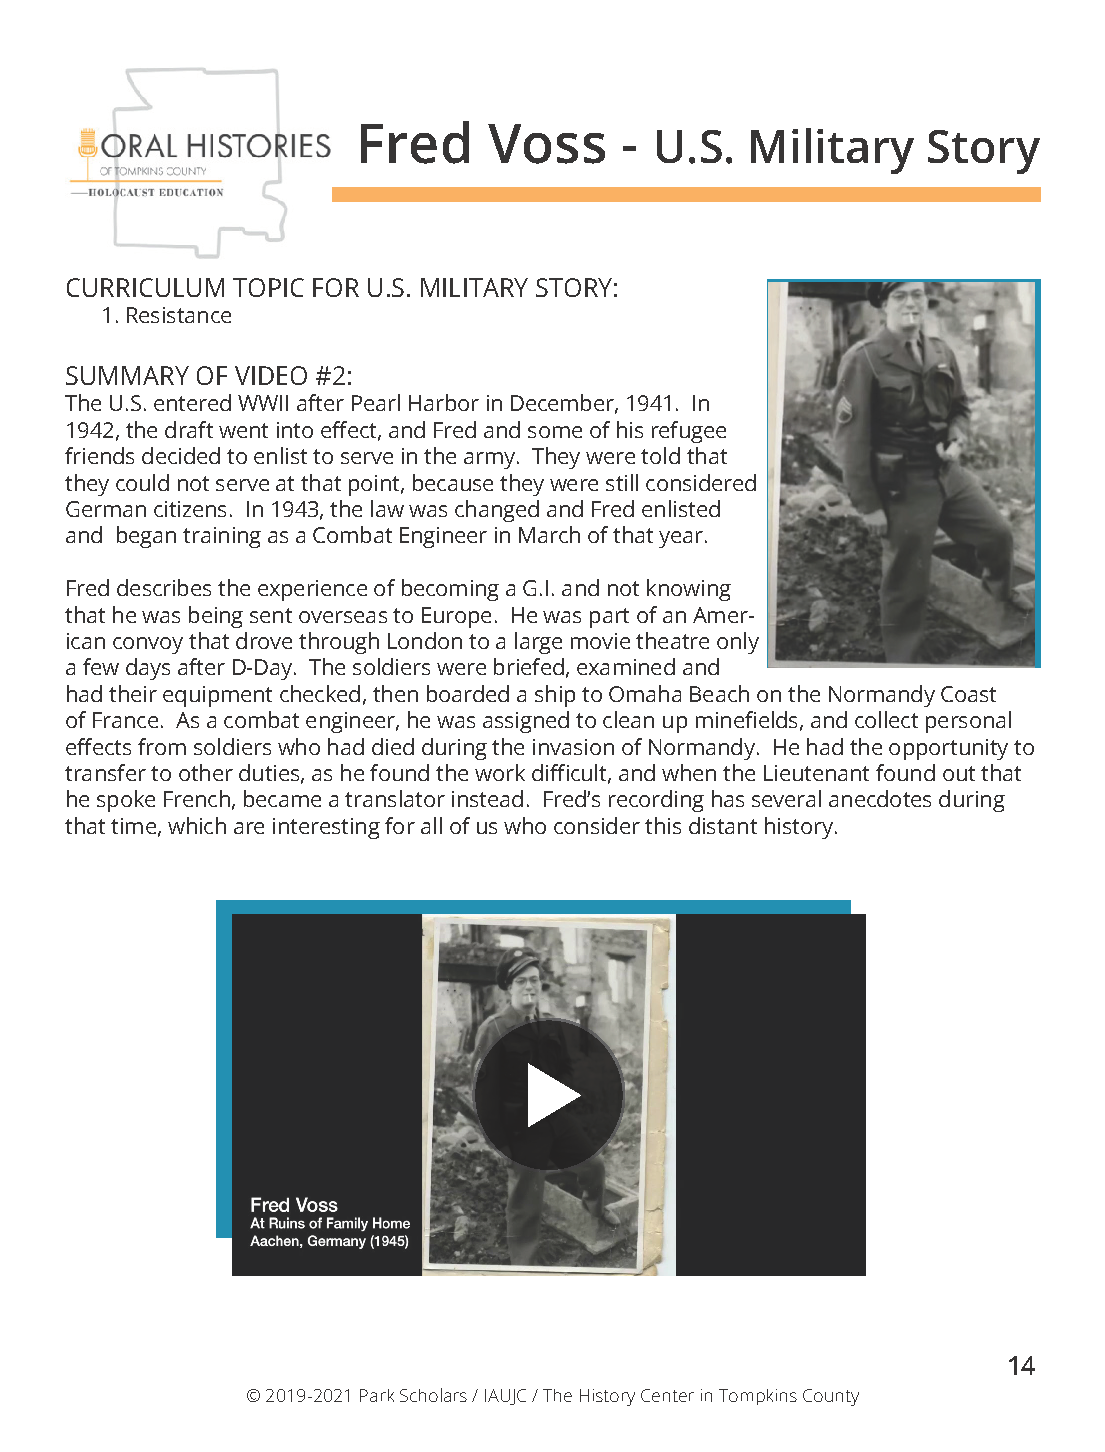 ORAL HISTORIES
OF TOMPKINS COUNTY
HOLOCAUST EDUCATION
Fred Voss - U.S. Military Story
CURRICULUM TOPIC FOR U.S. MILITARY STORY:
1. Resistance
SUMMARY OF VIDEO #2:
The U.S. entered WWII after Pearl Harbor in December, 1941.  In
1942, the draft went into effect, and Fred and some of his refugee
friends decided to enlist to serve in the army.  They were told that
they could not serve at that point, because they were still considered
German citizens.  In 1943, the law was changed and Fred enlisted
and  began training as a Combat Engineer in March of that year.
Fred describes the experience of becoming a G.I. and not knowing
that he was being sent overseas to Europe.  He was part of an Amer-
ican convoy that drove through London to a large movie theatre only
a few days after D-Day.  The soldiers were briefed, examined and
had their equipment checked, then boarded a ship to Omaha Beach on the Normandy Coast
of France.  As a combat engineer, he was assigned to clean up minefields, and collect personal
effects from soldiers who had died during the invasion of Normandy.  He had the opportunity to
transfer to other duties, as he found the work difficult, and when the Lieutenant found out that
he spoke French, became a translator instead.  Fred's recording has several anecdotes during
that time, which are interesting for all of us who consider this distant history.
Fred Voss
At Ruins of Family Home
Aachen, Germany (1945)
14
© 2019-2021 Park Scholars / IAUJC / The History Center in Tompkins County